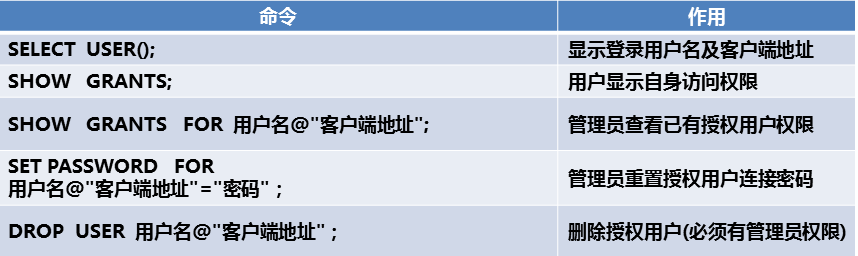 命令
作用
SELECT USER();
显示登录用户名及客户端地址
SHOW GRANTS;
用户显示自身访问权限
SHOW GRANTS FOR 用户名@"客户端地址";
管理员查看已有授权用户权限
SET PASSWORD FOR
用户名@"客户端地址"="密码" ;
管理员重置授权用户连接密码
DROP USER 用户名@"客户端地址" ;
删除授权用户(必须有管理员权限)